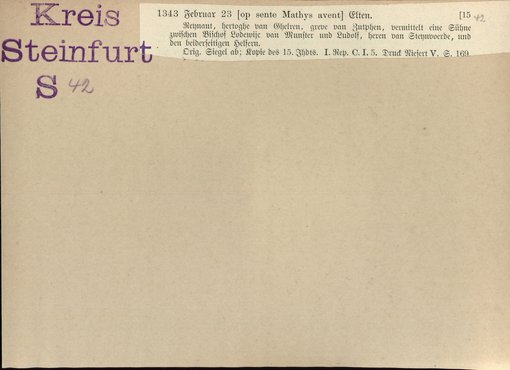 Kreis
Steinfurt
S 42
1343 Februar 23 [op sente Mathys avent] Elten. [15 42
Reynaut, hertoghe van Ghelren, greve van Zutphen, vermittelt eine Sühne
zwischen Bischof Lodewijc van Munster und Ludolf, heren van Steynvoerde, und
den beiderseitigen Helfern.
Orig. Siegel ab; Kopie des 15. Jhdts. I. Rep. C. I. 5. Druck Niesert V. S. 169.